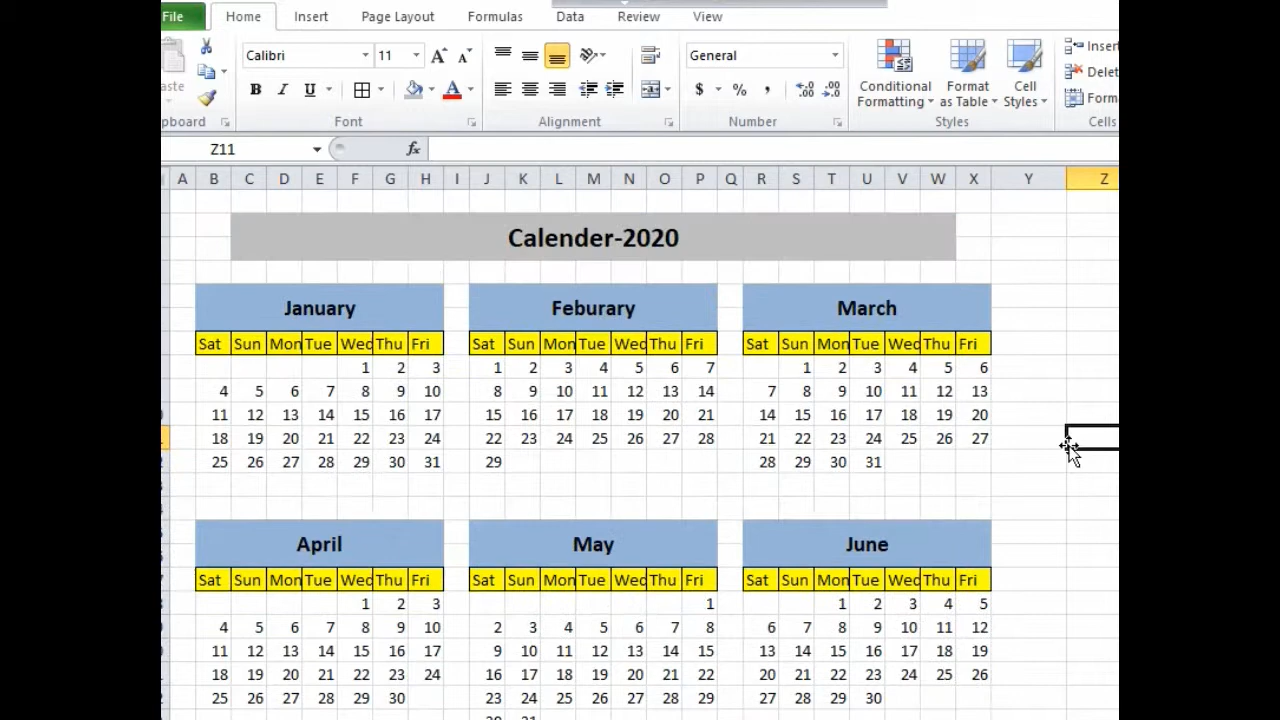 File Home Insert Page Layout Formulas Data Review View
Calibri 11 A A General Insert
aste Conditional Format Cell Delet
B I U A $ % , Formatting as Table Styles Form
pboard Font Alignment Number Styles Cells
Z11 fx
A B C D E F G H I J K L M N O P Q R S T U V W X Y Z
Calender-2020
January Feburary March
Sat Sun Mon Tue Wed Thu Fri Sat Sun Mon Tue Wed Thu Fri Sat Sun Mon Tue Wed Thu Fri
1 2 3 1 2 3 4 5 6 7 1 2 3 4 5 6
4 5 6 7 8 9 10 8 9 10 11 12 13 14 7 8 9 10 11 12 13
11 12 13 14 15 16 17 15 16 17 18 19 20 21 14 15 16 17 18 19 20
18 19 20 21 22 23 24 22 23 24 25 26 27 28 21 22 23 24 25 26 27
25 26 27 28 29 30 31 29 28 29 30 31
April May June
Sat Sun Mon Tue Wed Thu Fri Sat Sun Mon Tue Wed Thu Fri Sat Sun Mon Tue Wed Thu Fri
1 2 3 1 1 2 3 4 5
4 5 6 7 8 9 10 2 3 4 5 6 7 8 6 7 8 9 10 11 12
11 12 13 14 15 16 17 9 10 11 12 13 14 15 13 14 15 16 17 18 19
18 19 20 21 22 23 24 16 17 18 19 20 21 22 20 21 22 23 24 25 26
25 26 27 28 29 30 23 24 25 26 27 28 29 27 28 29 30